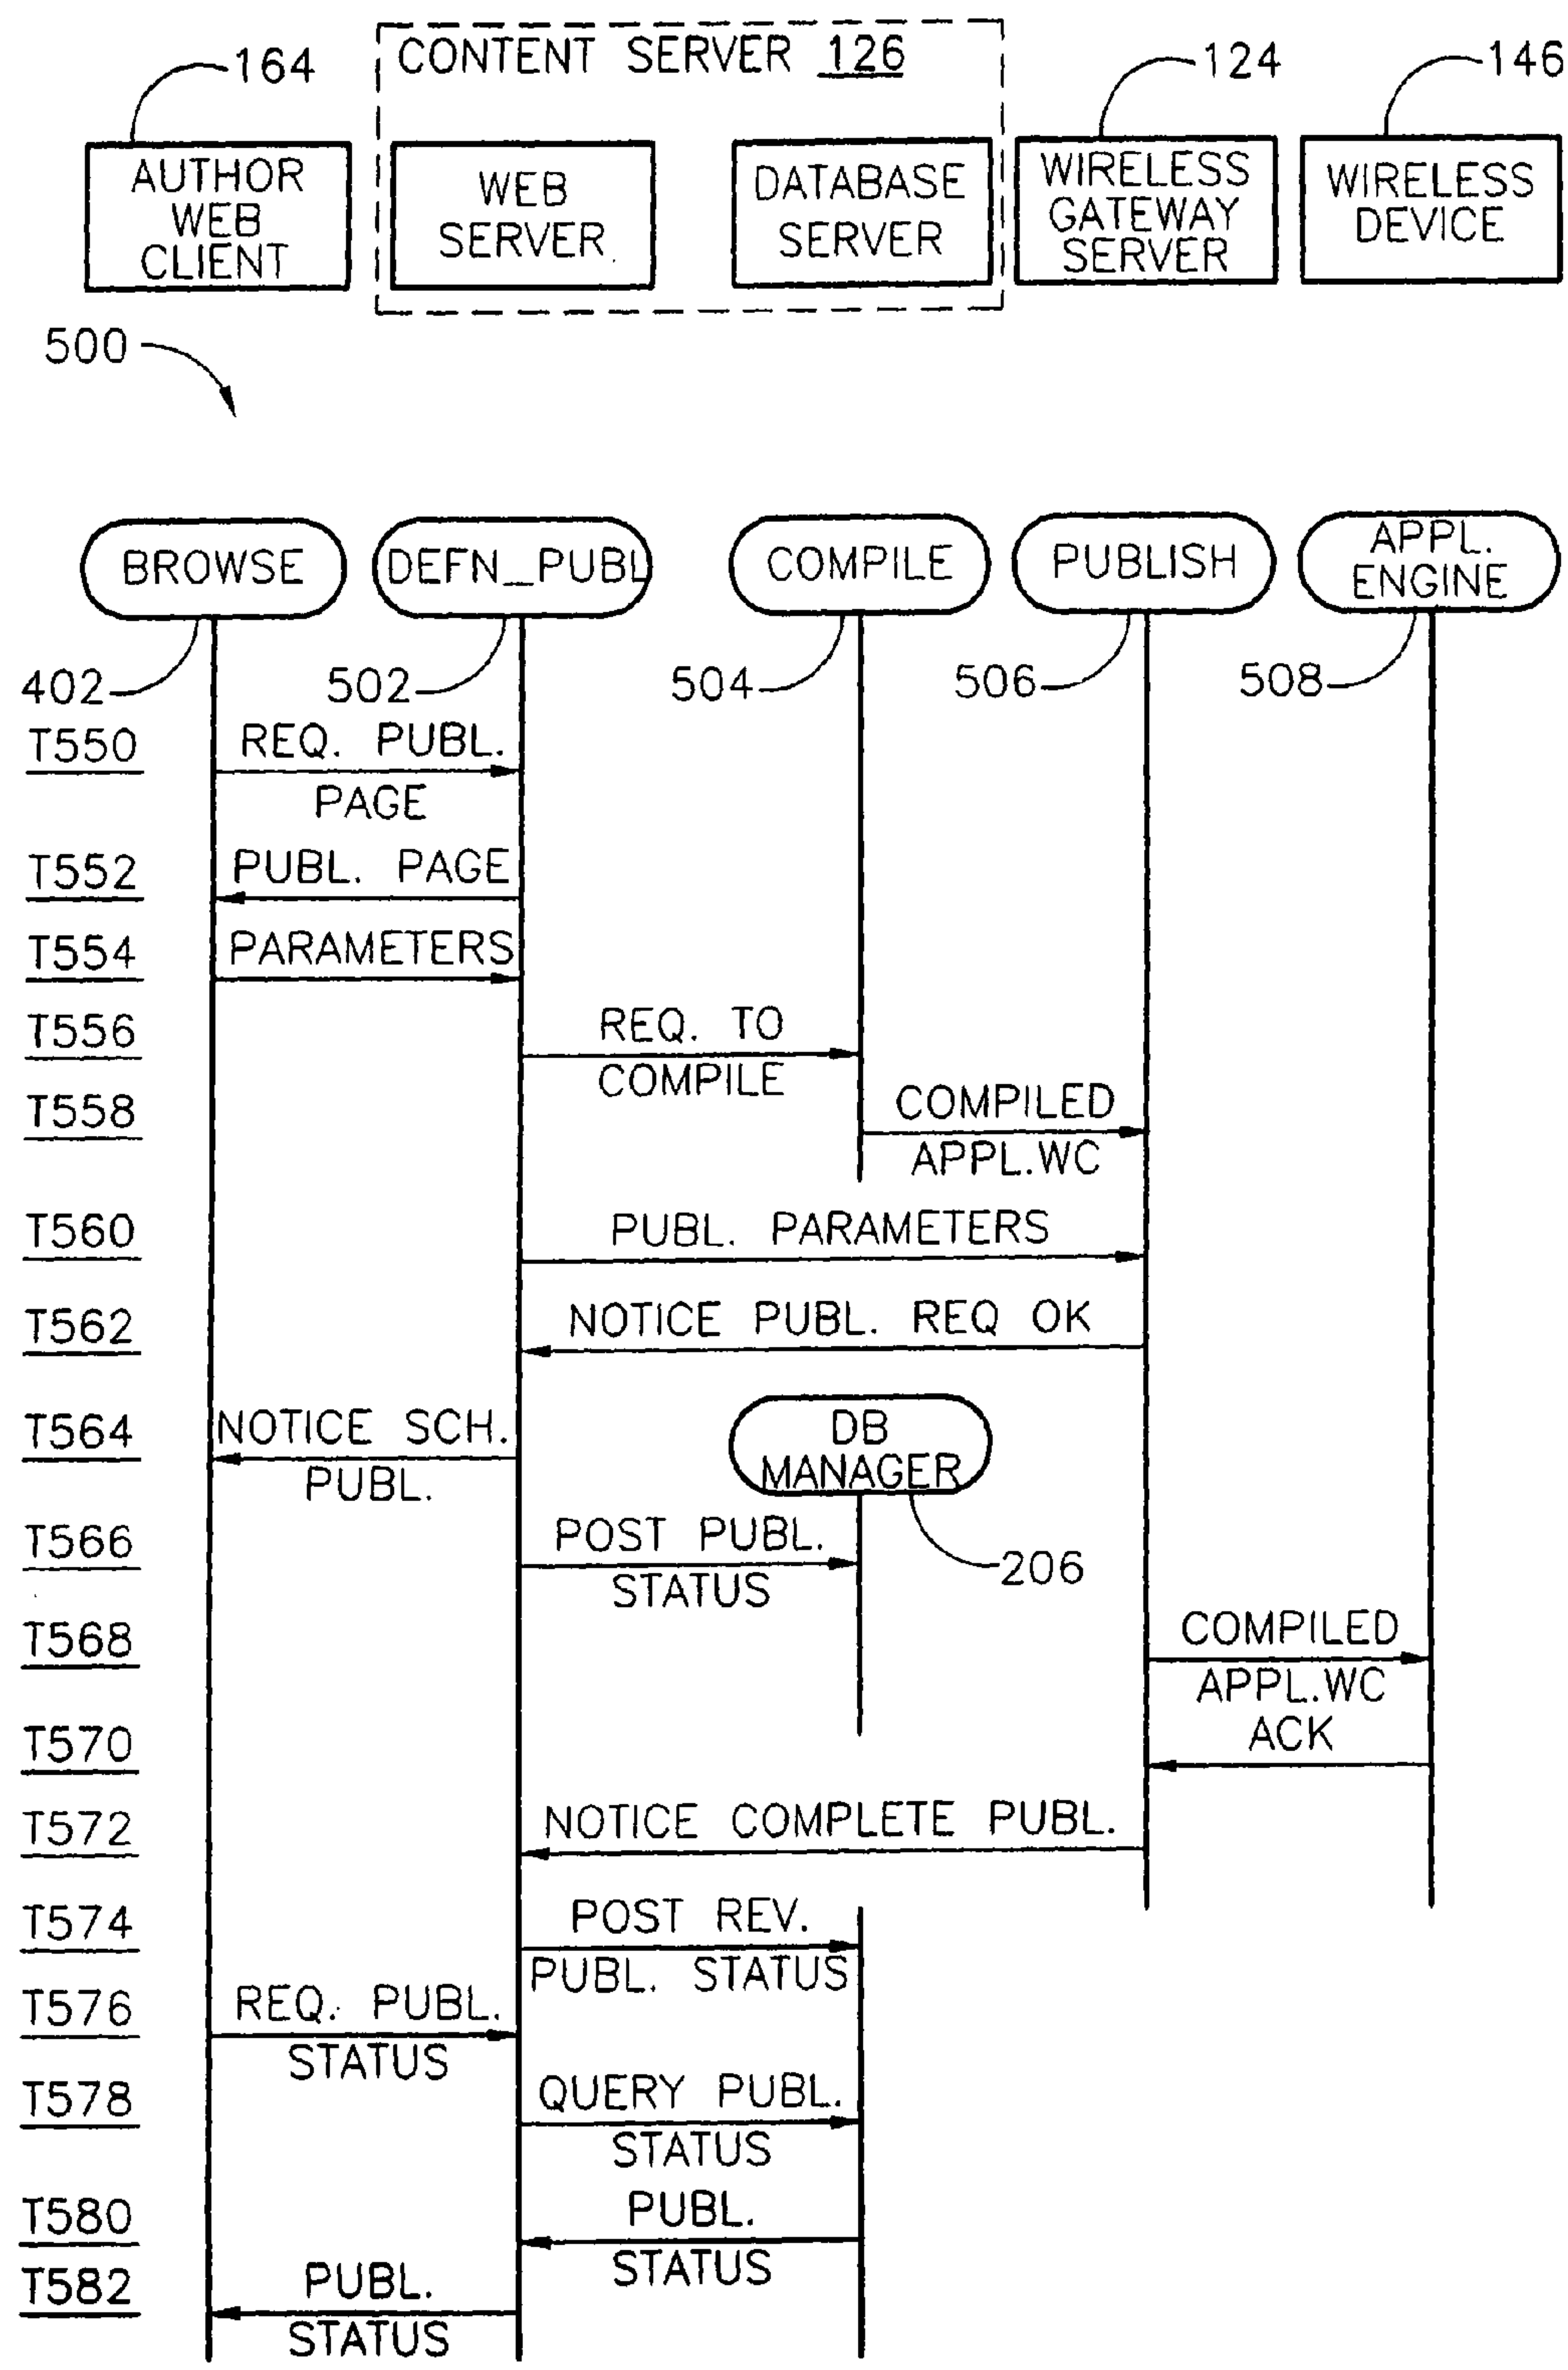 164
CONTENT SERVER 126
124
146
AUTHOR
WEB
CLIENT
WEB
SERVER
DATABASE
SERVER
WIRELESS
GATEWAY
SERVER
WIRELESS
DEVICE
500
BROWSE
DEFN_PUBL
COMPILE
PUBLISH
APPL.
ENGINE
402
502
504
506
508
T550
REQ. PUBL.
PAGE
T552
PUBL. PAGE
T554
PARAMETERS
T556
REQ. TO
COMPILE
T558
COMPILED
APPL.WC
T560
PUBL. PARAMETERS
T562
NOTICE PUBL. REQ OK
T564
NOTICE SCH.
PUBL.
DB
MANAGER
206
T566
POST PUBL.
STATUS
T568
COMPILED
APPL.WC
T570
ACK
T572
NOTICE COMPLETE PUBL.
T574
POST REV.
PUBL. STATUS
T576
REQ. PUBL.
STATUS
T578
QUERY PUBL.
STATUS
T580
PUBL.
STATUS
T582
PUBL.
STATUS